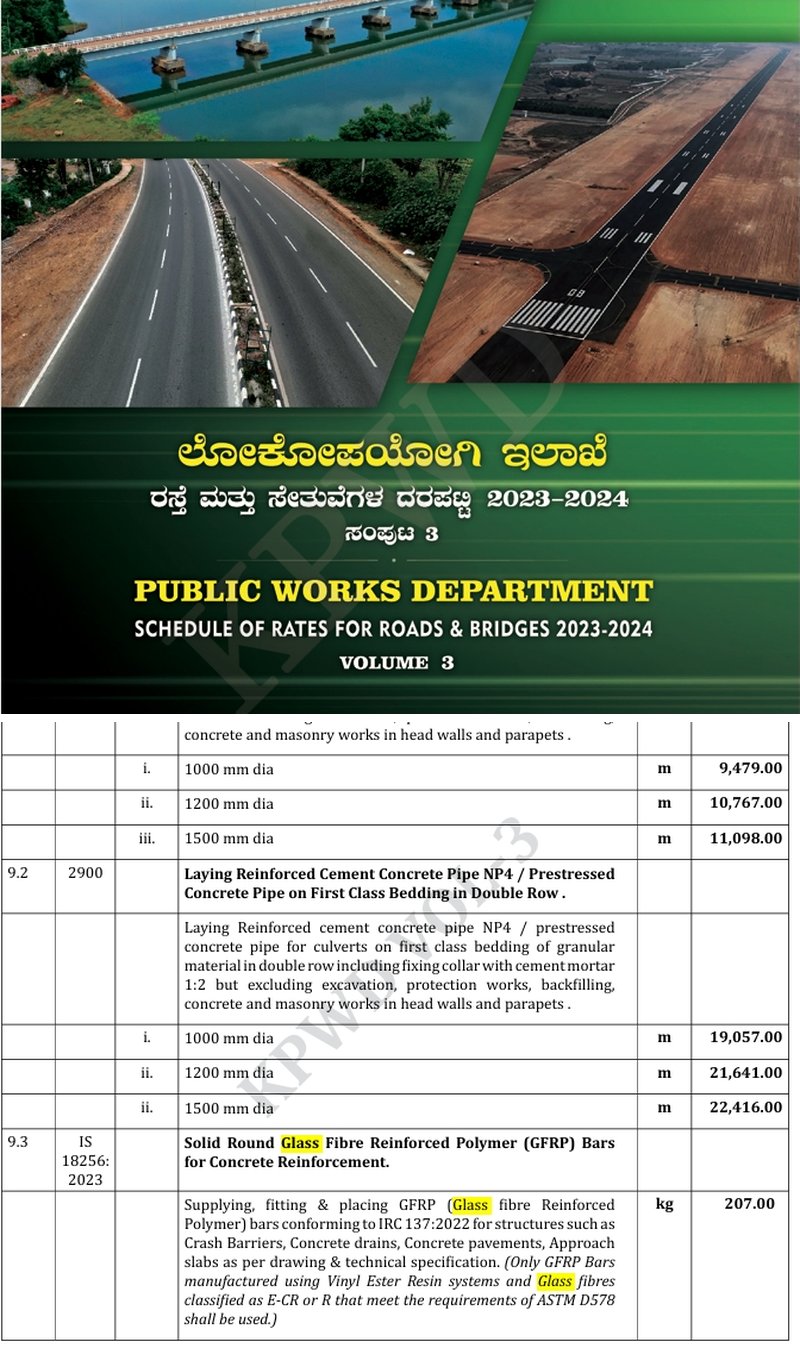 ಲೋಕೋಪಯೋಗಿ ಇಲಾಖೆ
ರಸ್ತೆ ಮತ್ತು ಸೇತುವೆಗಳ ದರಪಟ್ಟಿ 2023-2024
ಸಂಪುಟ 3
PUBLIC WORKS DEPARTMENT
SCHEDULE OF RATES FOR ROADS & BRIDGES 2023-2024
VOLUME 3
KPWD
concrete and masonry works in head walls and parapets .
i. 1000 mm dia m 9,479.00
ii. 1200 mm dia m 10,767.00
iii. 1500 mm dia m 11,098.00
9.2 2900 Laying Reinforced Cement Concrete Pipe NP4 / Prestressed
Concrete Pipe on First Class Bedding in Double Row .
Laying Reinforced cement concrete pipe NP4 / prestressed
concrete pipe for culverts on first class bedding of granular
material in double row including fixing collar with cement mortar
1:2 but excluding excavation, protection works, backfilling,
concrete and masonry works in head walls and parapets .
i. 1000 mm dia m 19,057.00
ii. 1200 mm dia m 21,641.00
ii. 1500 mm dia m 22,416.00
9.3 IS Solid Round Glass Fibre Reinforced Polymer (GFRP) Bars
18256: for Concrete Reinforcement.
2023
Supplying, fitting & placing GFRP (Glass fibre Reinforced kg 207.00
Polymer) bars conforming to IRC 137:2022 for structures such as
Crash Barriers, Concrete drains, Concrete pavements, Approach
slabs as per drawing & technical specification. (Only GFRP Bars
manufactured using Vinyl Ester Resin systems and Glass fibres
classified as E-CR or R that meet the requirements of ASTM D578
shall be used.)
KPWD VOL-3